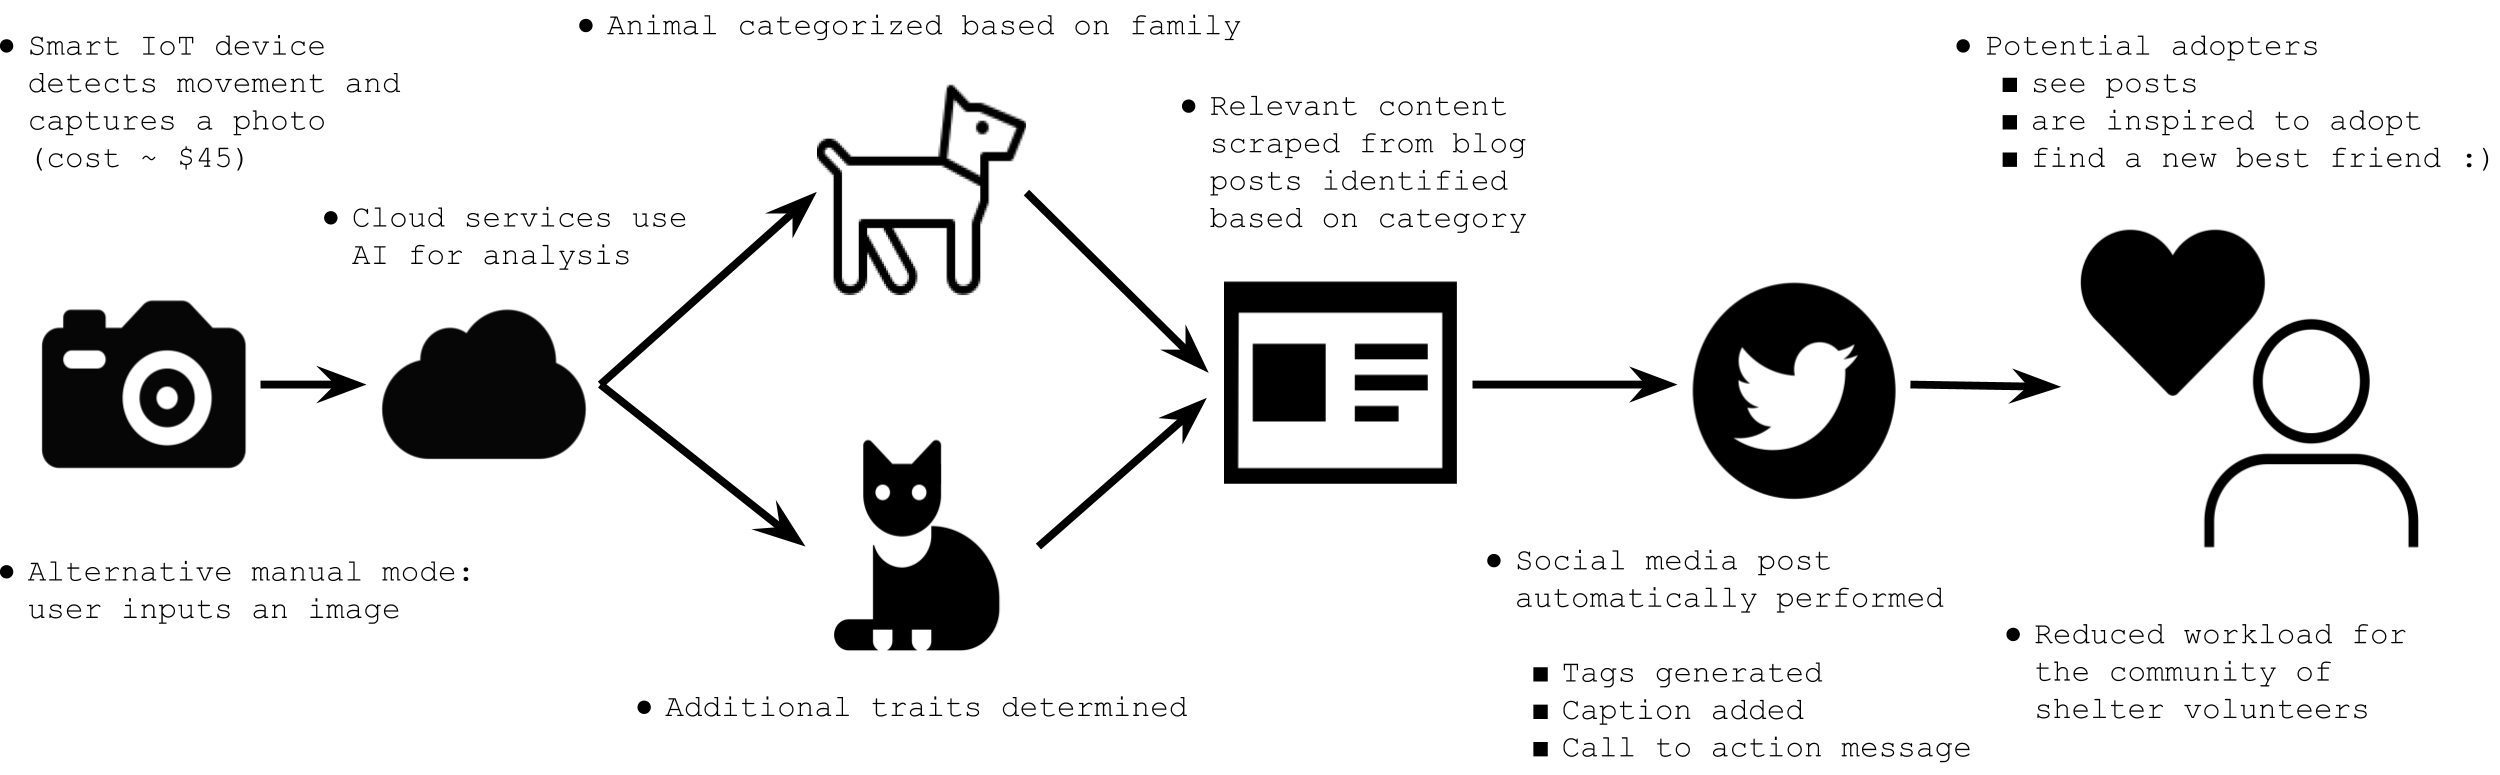 ● Smart IoT device
detects movement and
captures a photo
(cost ~ $45)
● Alternative manual mode:
user inputs an image
● Cloud services use
AI for analysis
● Animal categorized based on family
● Additional traits determined
● Relevant content
scraped from blog
posts identified
based on category
● Social media post
automatically performed
■ Tags generated
■ Caption added
■ Call to action message
● Potential adopters
■ see posts
■ are inspired to adopt
■ find a new best friend :)
● Reduced workload for
the community of
shelter volunteers